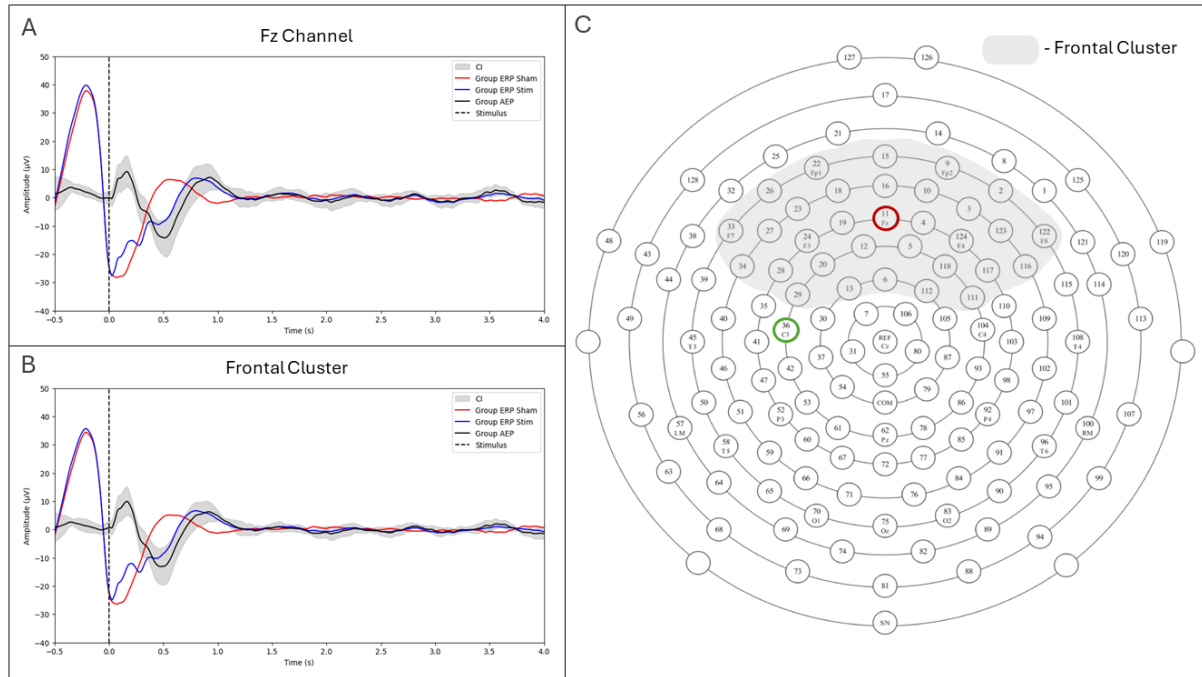 A
Fz Channel
50
40
30
20
10
0
−10
−20
−30
−40
Amplitude (µV)
CI
Group ERP Sham
Group ERP Stim
Group AEP
Stimulus
−0.5 0.0 0.5 1.0 1.5 2.0 2.5 3.0 3.5 4.0
Time (s)
B
Frontal Cluster
50
40
30
20
10
0
−10
−20
−30
−40
Amplitude (µV)
CI
Group ERP Sham
Group ERP Stim
Group AEP
Stimulus
−0.5 0.0 0.5 1.0 1.5 2.0 2.5 3.0 3.5 4.0
Time (s)
C
- Frontal Cluster
127 126
17
21 14
25 22 Fp1 15 9 Fp2 8
128 32 26 18 16 10 2 1 125
23 3
48 43 38 33 F7 27 24 F3 19 11 Fz 4 124 F4 123 122 F8 121 119
44 39 34 28 20 12 5 118 117 116 115 114
29 13 6 112 111
49 40 35 30 7 106 105 110 109 113
45 T3 41 36 C3 31 REF Cz 80 104 C4 103 108 T4
46 42 37 55 87 93 102
50 47 54 COM 79 98 101
56 57 LM 51 52 P3 53 86 92 P4 97 100 RM 107
58 T5 60 61 62 Pz 78 85 96 T6
63 64 59 67 72 77 91 95 99
65 66 71 76 84 90
68 69 70 O1 75 Oz 83 O2 89 94
74 82
73 81 88
S/N